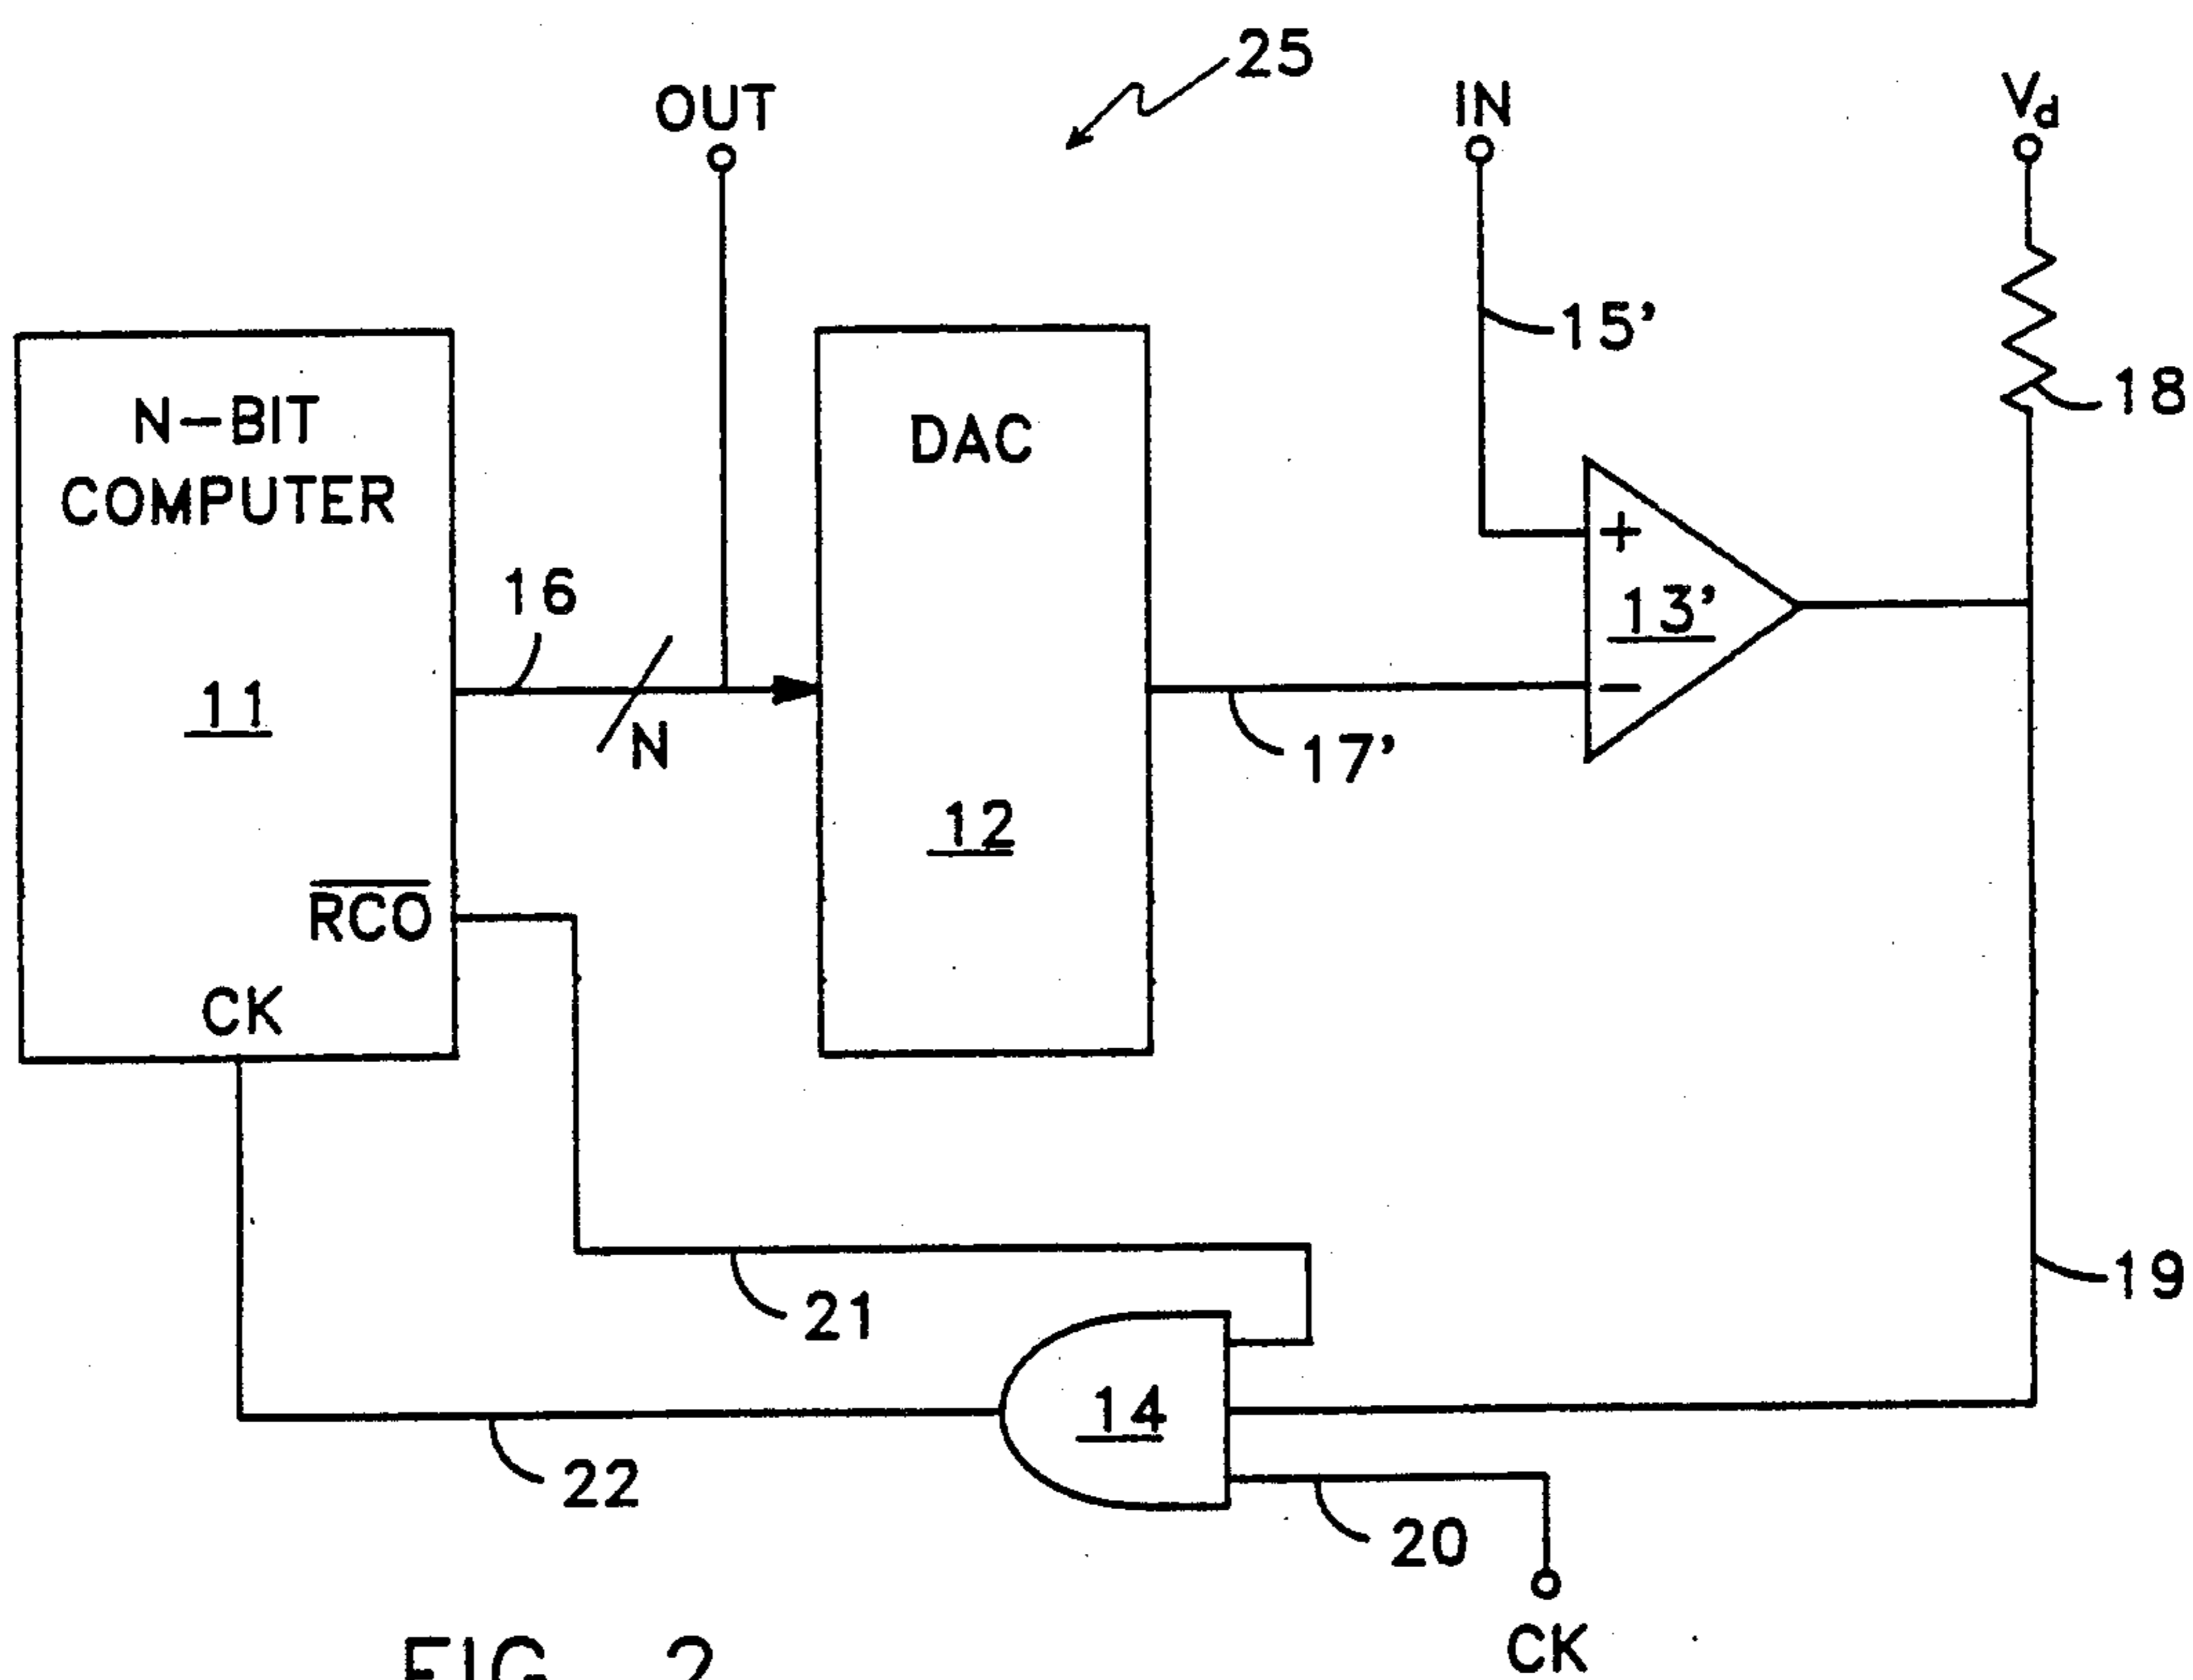 25
OUT
IN
Vd
15'
18
N-BIT
COMPUTER
DAC
16
13'
11
N
17'
12
RCO
CK
19
21
14
22
20
CK
FIG. 2